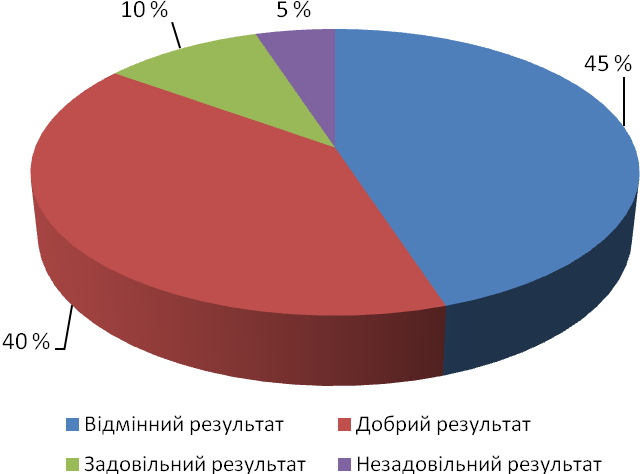 10 %
5 %
45 %
40 %
Відмінний результат
Добрий результат
Задовільний результат
Незадовільний результат